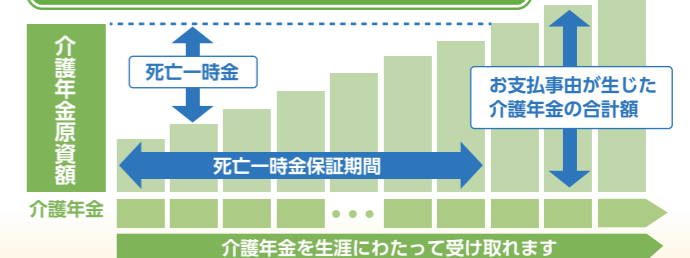 介護年金原資額
死亡一時金
お支払事由が生じた
介護年金の合計額
死亡一時金保証期間
介護年金
介護年金を生涯にわたって受け取れます